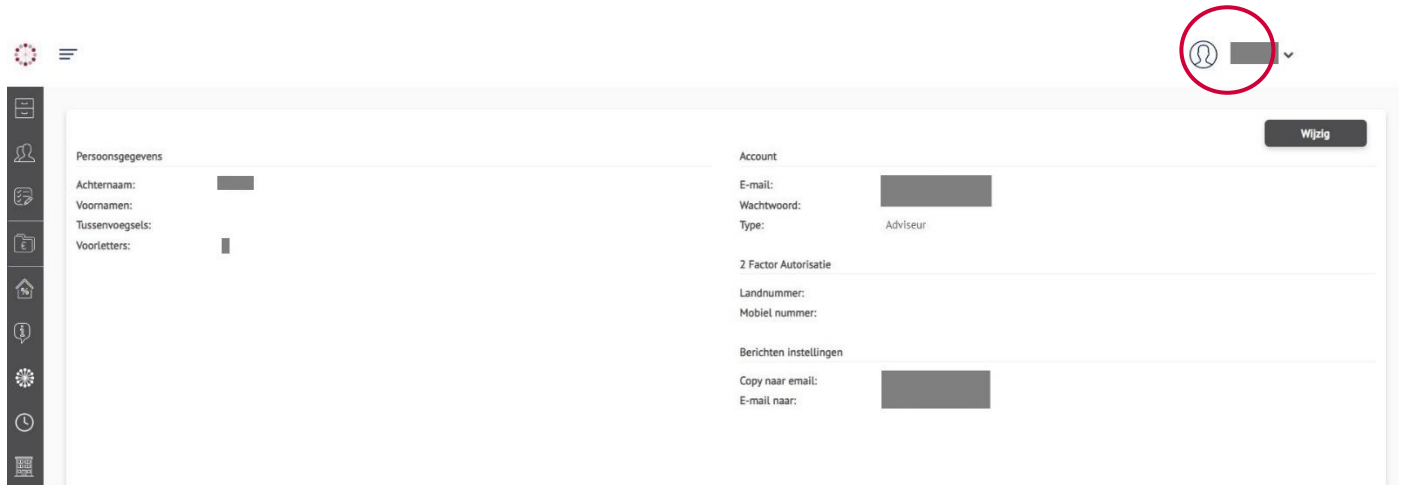 Wijzig
Persoonsgegevens
Achternaam:
Voornamen:
Tussenvoegsels:
Voorletters:
Account
E-mail:
Wachtwoord:
Type: Adviseur
2 Factor Autorisatie
Landnummer:
Mobiel nummer:
Berichten instellingen
Copy naar email:
E-mail naar: